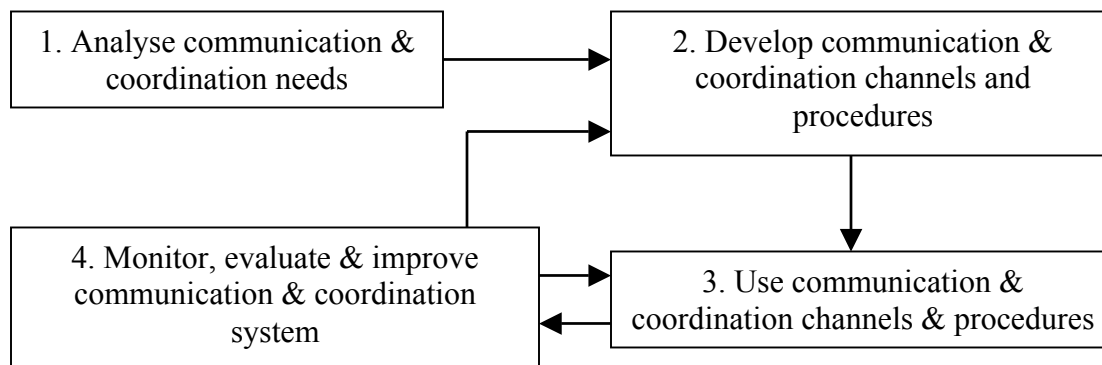 1. Analyse communication &
coordination needs
2. Develop communication &
coordination channels and
procedures
4. Monitor, evaluate & improve
communication & coordination
system
3. Use communication &
coordination channels & procedures